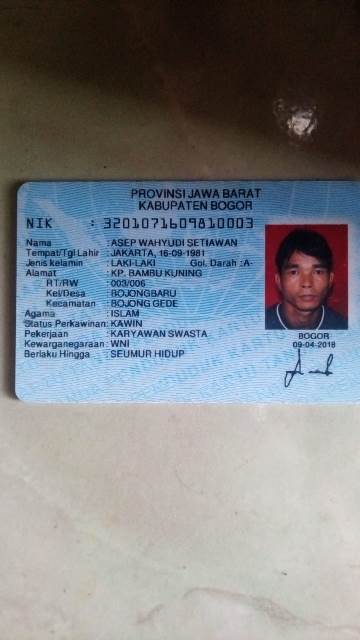 PROVINSI JAWA BARAT
KABUPATEN BOGOR
NIK : 3201071609810003
Nama : ASEP WAHYUDI SETIAWAN
Tempat/Tgl Lahir : JAKARTA, 16-09-1981
Jenis kelamin : LAKI-LAKI Gol. Darah : A-
Alamat : KP. BAMBU KUNING
RT/RW : 003/006
Kel/Desa : BOJONGBARU
Kecamatan : BOJONG GEDE
Agama : ISLAM
Status Perkawinan: KAWIN
Pekerjaan : KARYAWAN SWASTA
Kewarganegaraan : WNI
Berlaku Hingga : SEUMUR HIDUP
BOGOR
09-04-2018